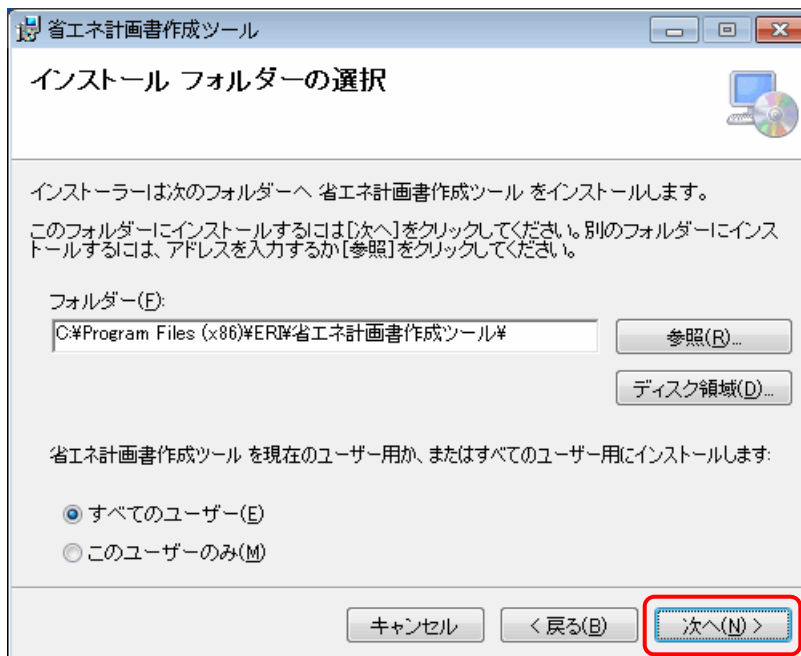 省エネ計画書作成ツール
インストール フォルダーの選択
インストーラーは次のフォルダーへ 省エネ計画書作成ツール をインストールします。
このフォルダーにインストールするには[次へ]をクリックしてください。別のフォルダーにインス
トールするには、アドレスを入力するか[参照]をクリックしてください。
フォルダー(F):
C:¥Program Files (x86)¥ERI¥省エネ計画書作成ツール¥
参照(R)...
ディスク領域(D)...
省エネ計画書作成ツール を現在のユーザー用か、またはすべてのユーザー用にインストールします:
すべてのユーザー(E)
このユーザーのみ(M)
キャンセル
< 戻る(B)
次へ(N) >